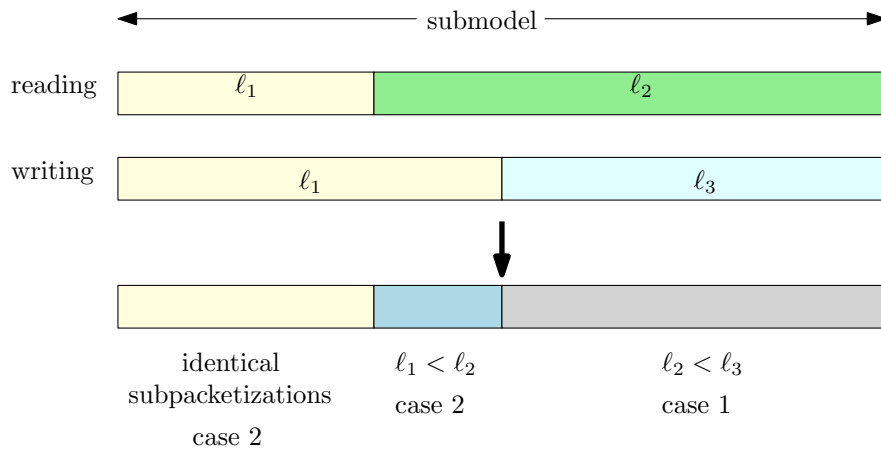 submodel
reading
ℓ₁
ℓ₂
writing
ℓ₁
ℓ₃
identical
subpacketizations
case 2
ℓ₁ < ℓ₂
case 2
ℓ₂ < ℓ₃
case 1